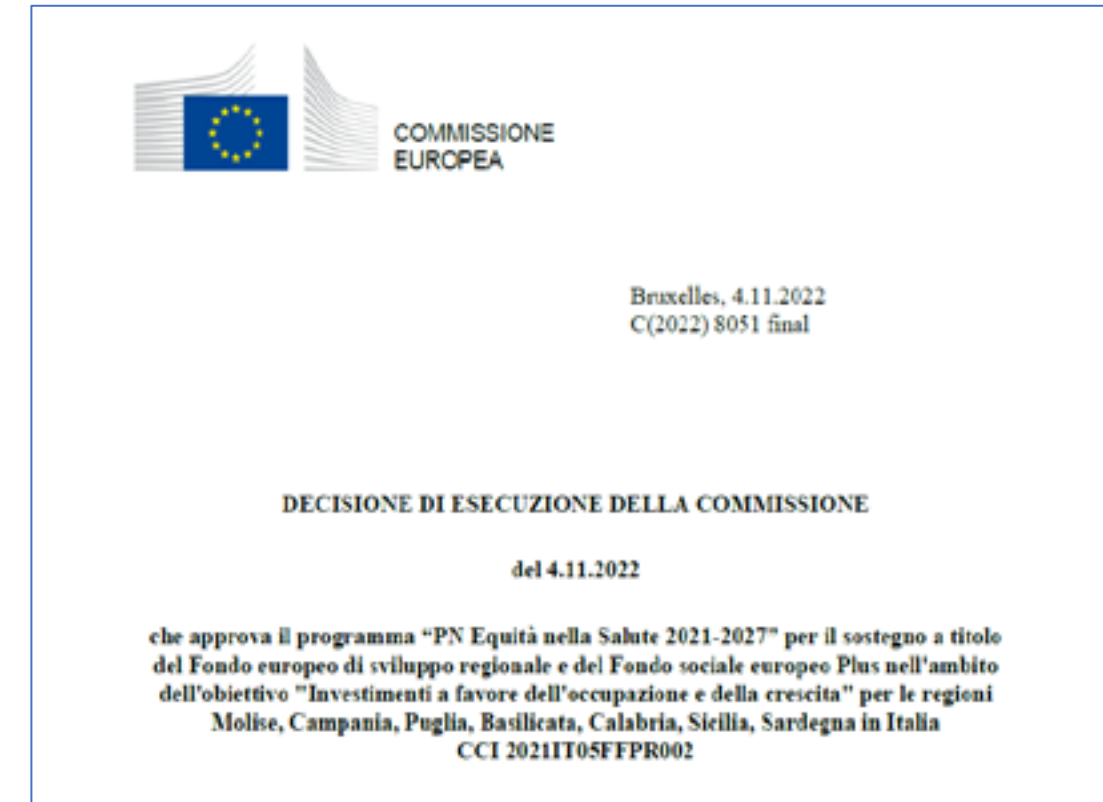 COMMISSIONE
EUROPEA
Bruxelles, 4.11.2022
C(2022) 8051 final
DECISIONE DI ESECUZIONE DELLA COMMISSIONE
del 4.11.2022
che approva il programma “PN Equità nella Salute 2021-2027” per il sostegno a titolo
del Fondo europeo di sviluppo regionale e del Fondo sociale europeo Plus nell'ambito
dell'obiettivo "Investimenti a favore dell'occupazione e della crescita" per le regioni
Molise, Campania, Puglia, Basilicata, Calabria, Sicilia, Sardegna in Italia
CCI 2021IT05FFPR002